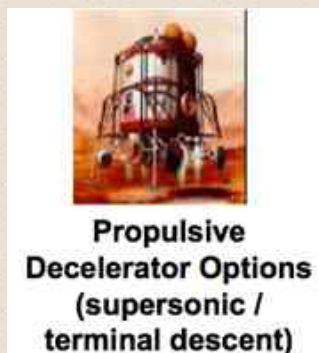 Propulsive
Decelerator Options
(supersonic /
terminal descent)